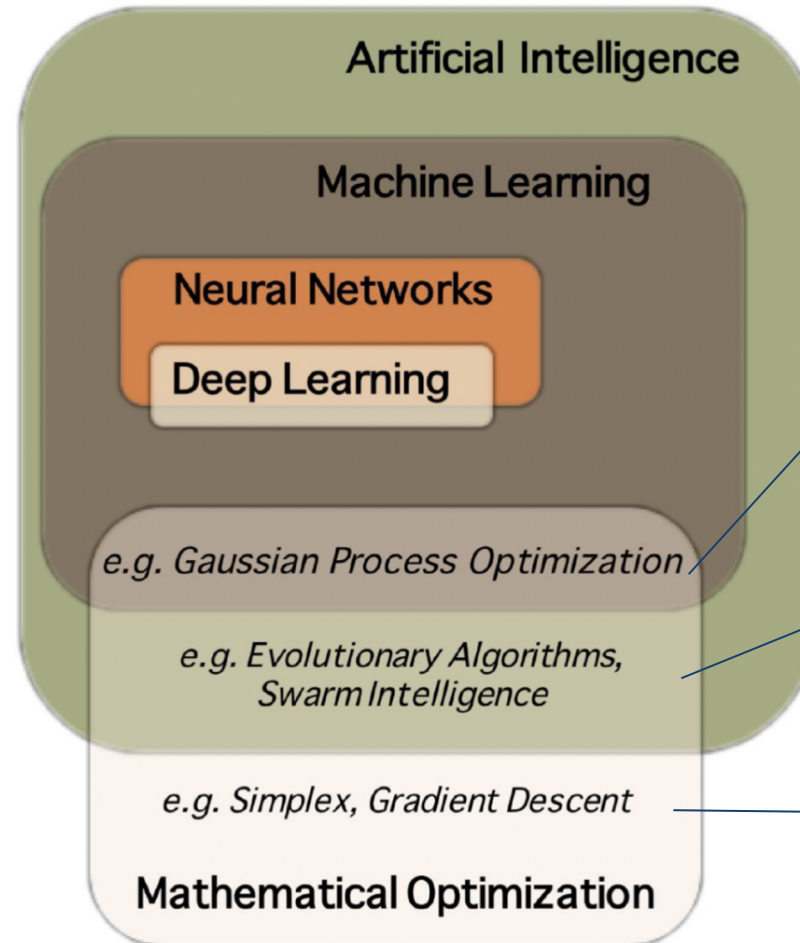 Artificial Intelligence
Machine Learning
Neural Networks
Deep Learning
e.g. Gaussian Process Optimization
e.g. Evolutionary Algorithms,
Swarm Intelligence
e.g. Simplex, Gradient Descent
Mathematical Optimization